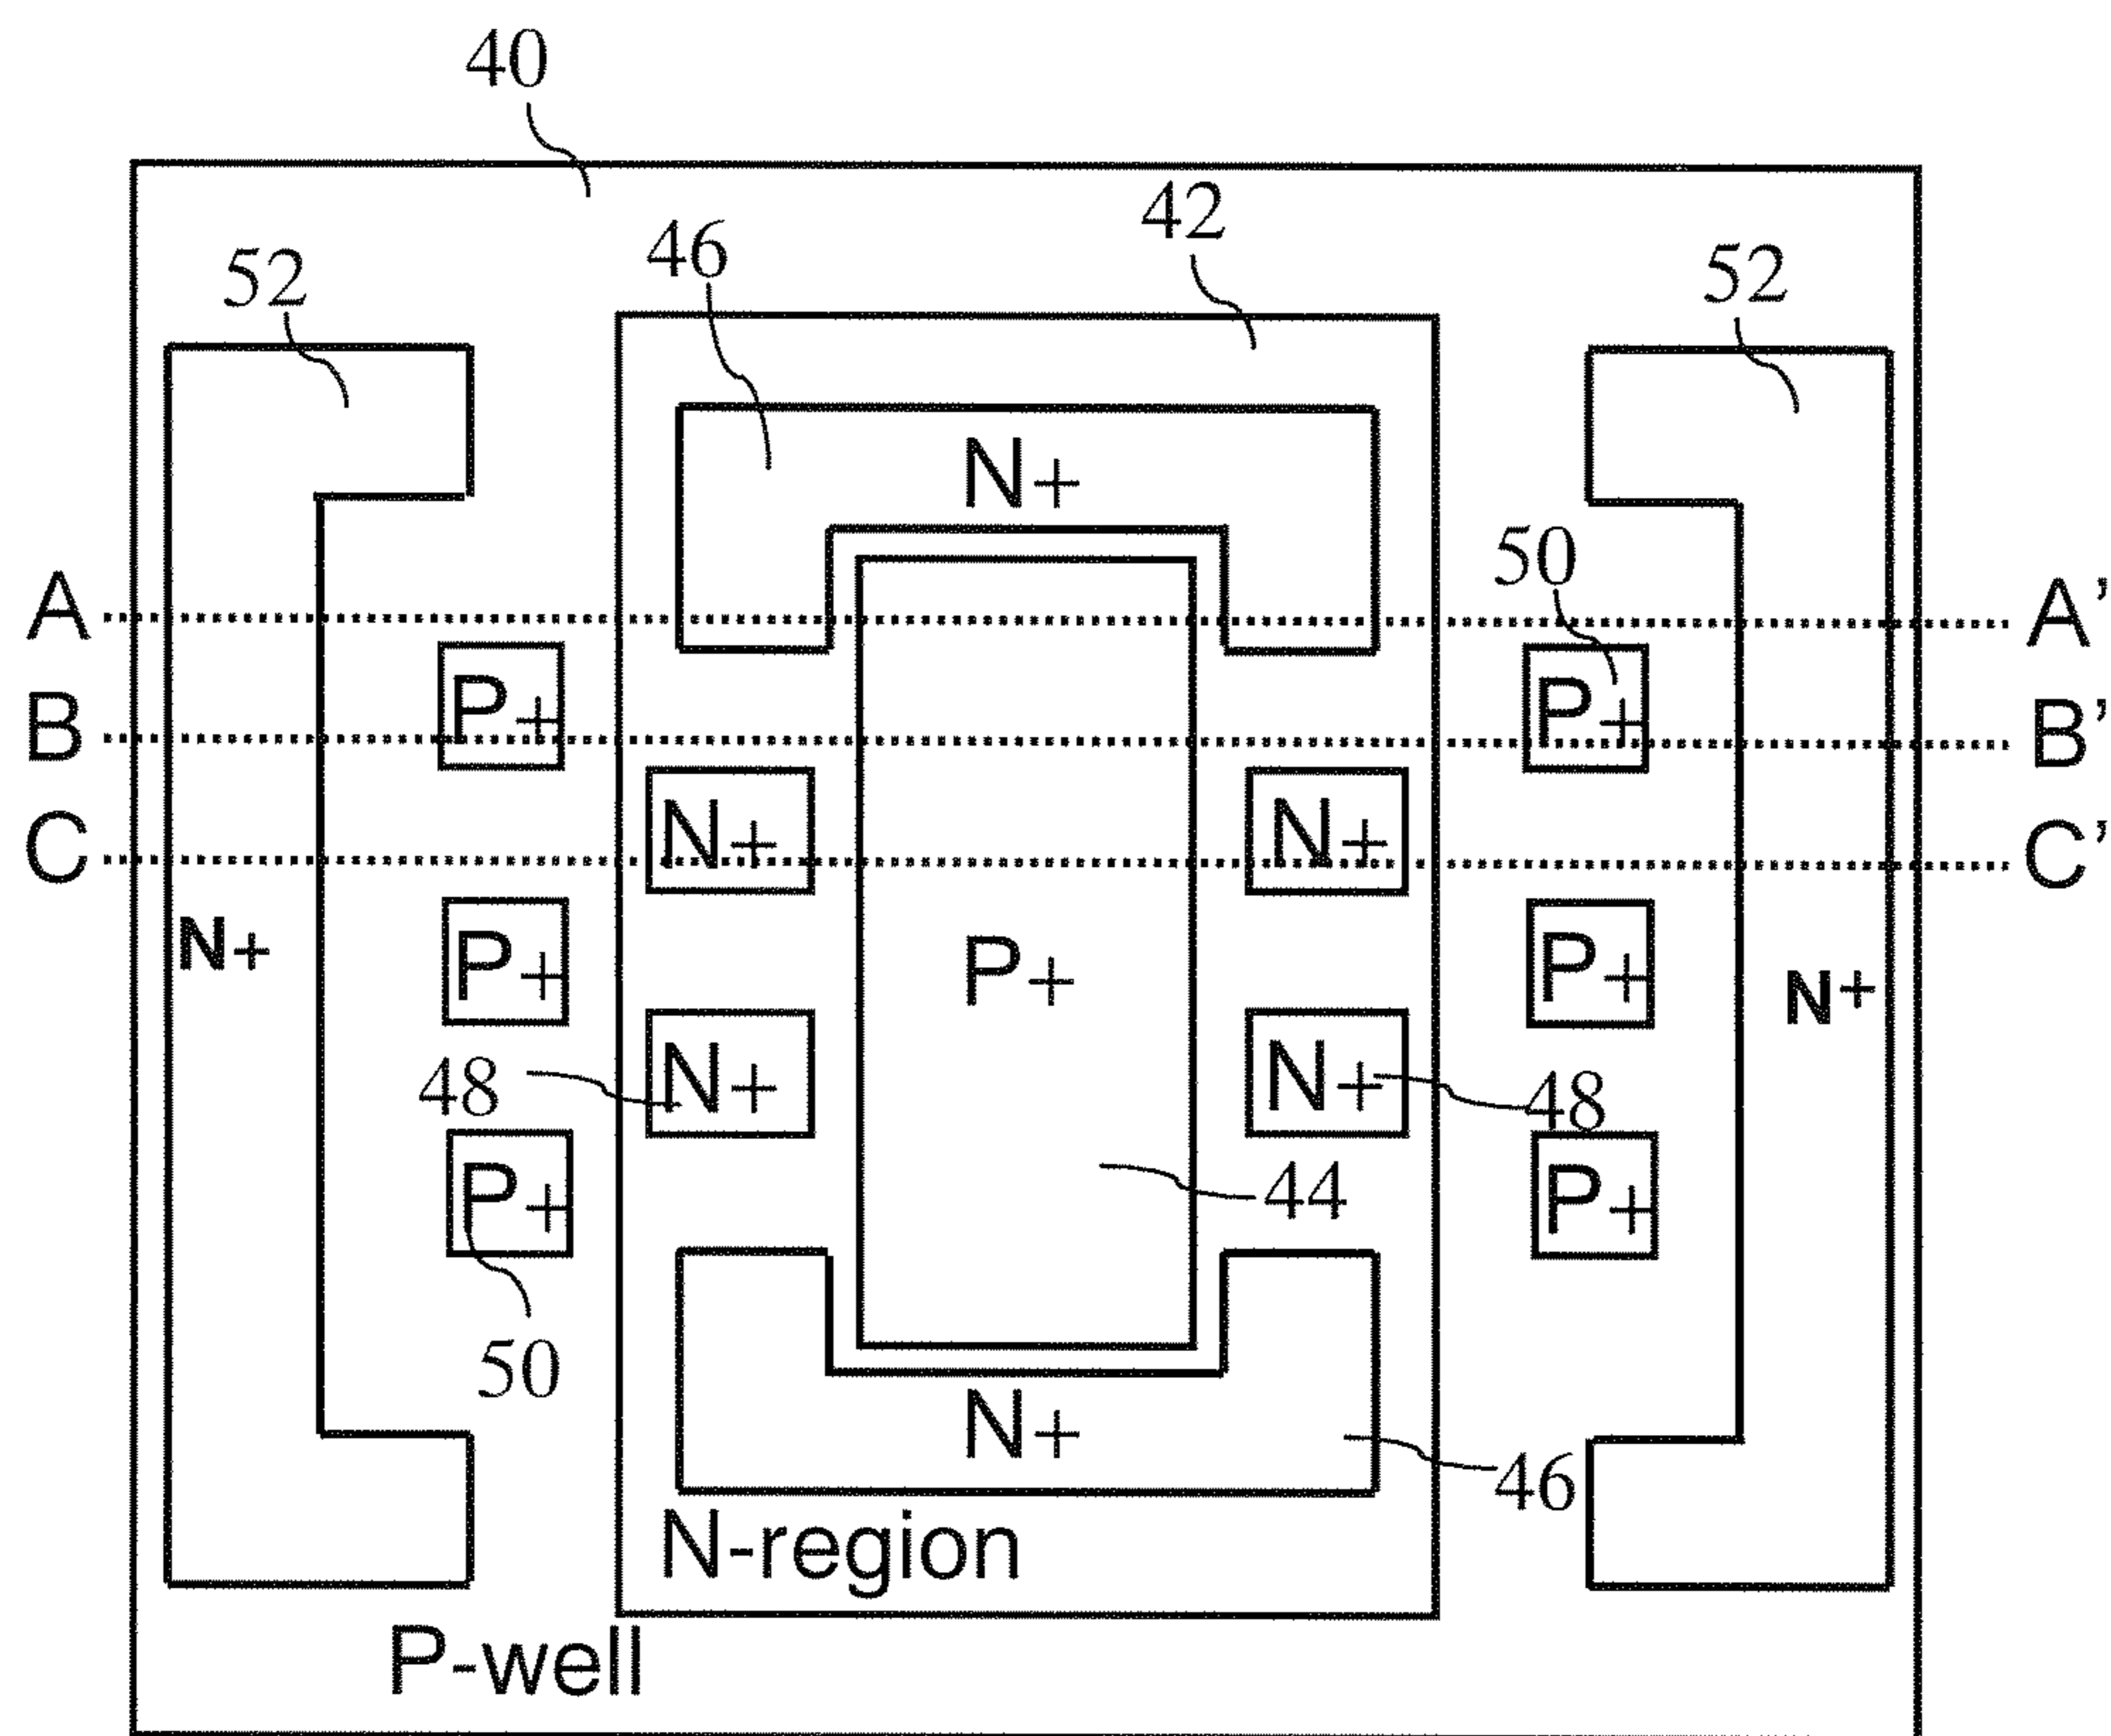 40
42
46
52
52
N+
50
A A'
P+ P+
B B'
N+ N+
C C'
N+
P+ P+ P+
N+
N+ N+
48 48
44
P+ P+
50
N+
46
N-region
P-well